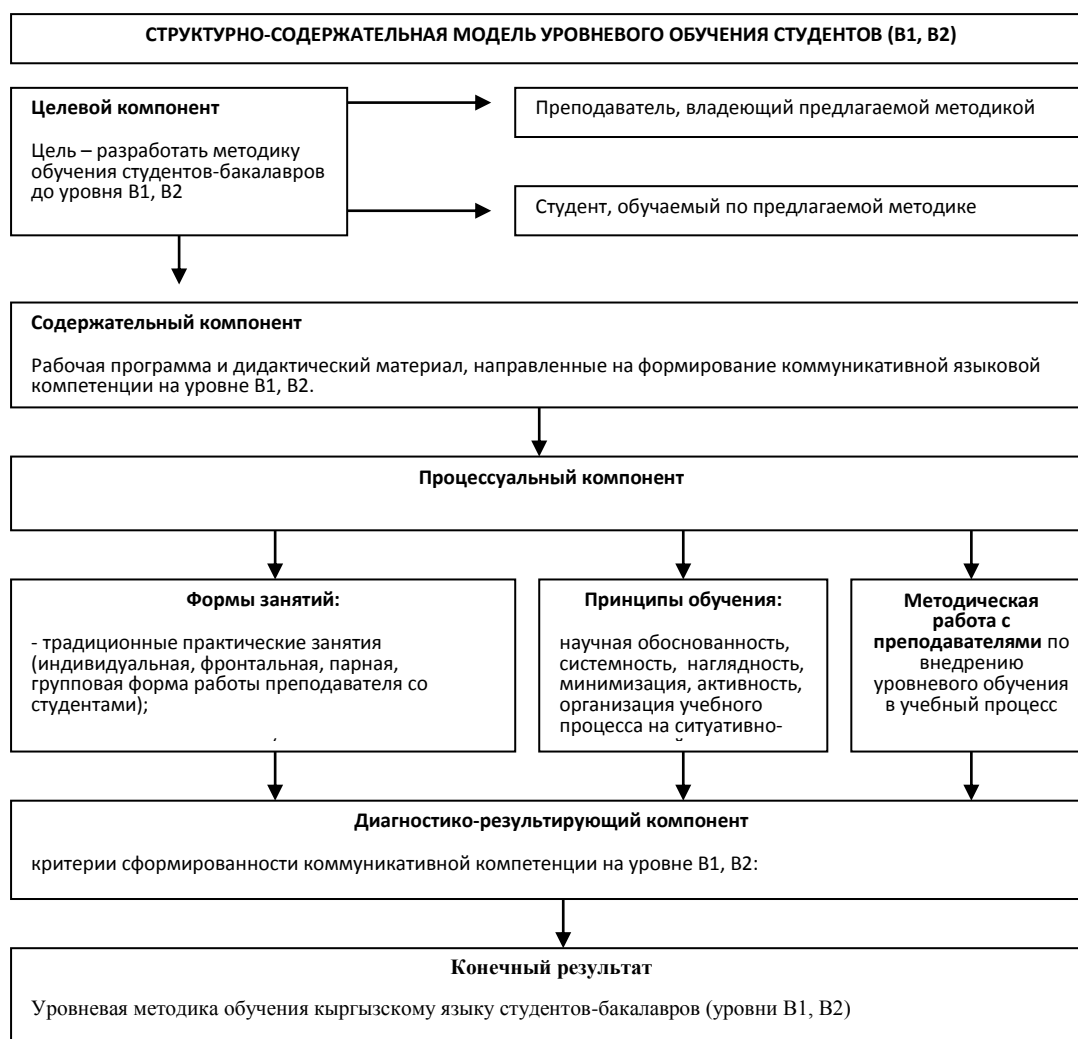 СТРУКТУРНО-СОДЕРЖАТЕЛЬНАЯ МОДЕЛЬ УРОВНЕВОГО ОБУЧЕНИЯ СТУДЕНТОВ (В1, В2)
Целевой компонент
Цель – разработать методику
обучения студентов-бакалавров
до уровня В1, В2
Преподаватель, владеющий предлагаемой методикой
Студент, обучаемый по предлагаемой методике
Содержательный компонент
Рабочая программа и дидактический материал, направленные на формирование коммуникативной языковой
компетенции на уровне В1, В2.
Процессуальный компонент
Формы занятий:
- традиционные практические занятия
(индивидуальная, фронтальная, парная,
групповая форма работы преподавателя со
студентами);
Принципы обучения:
научная обоснованность,
системность, наглядность,
минимизация, активность,
организация учебного
процесса на ситуативно-
Методическая
работа с
преподавателями по
внедрению
уровневого обучения
в учебный процесс
Диагностико-результирующий компонент
критерии сформированности коммуникативной компетенции на уровне В1, В2:
Конечный результат
Уровневая методика обучения кыргызскому языку студентов-бакалавров (уровни В1, В2)